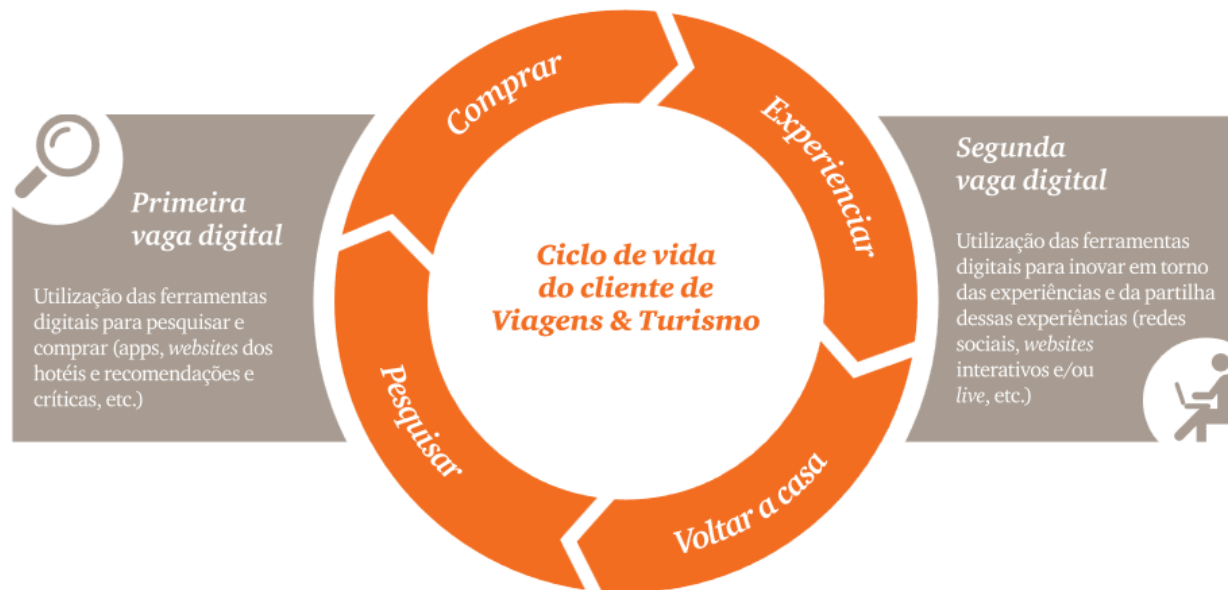 Comprar
Experienciar
Primeira
vaga digital
Utilização das ferramentas
digitais para pesquisar e
comprar (apps, websites dos
hotéis e recomendações e
críticas, etc.)
Ciclo de vida
do cliente de
Viagens & Turismo
Segunda
vaga digital
Utilização das ferramentas
digitais para inovar em torno
das experiências e da partilha
dessas experiências (redes
sociais, websites
interativos e/ou
live, etc.)
Pesquisar
Voltar a casa